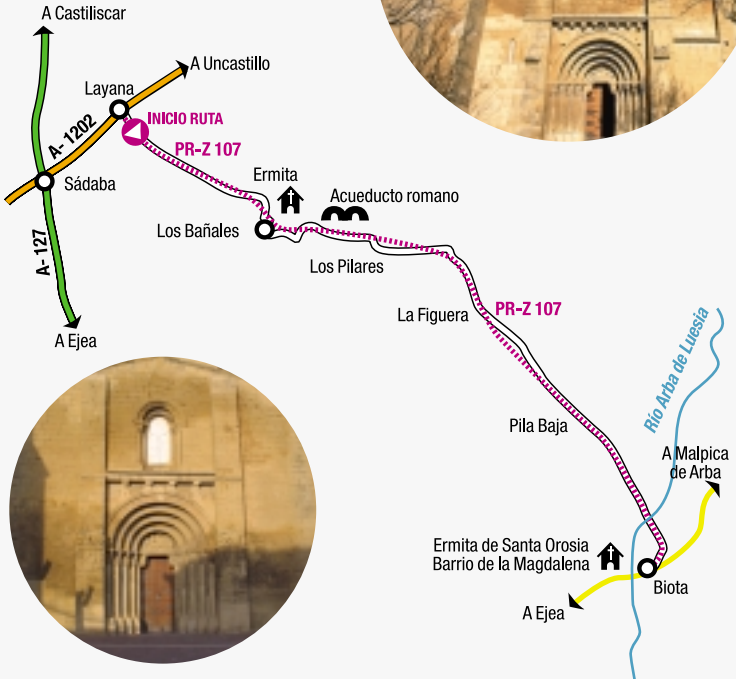 A Castiliscar
A Uncastillo
Layana
INICIO RUTA
A- 1202
PR-Z 107
Sádaba
Ermita
Acueducto romano
Los Bañales
A- 127
Los Pilares
La Figuera
PR-Z 107
A Ejea
Río Arba de Luesia
Pila Baja
A Malpica
de Arba
Ermita de Santa Orosia
Barrio de la Magdalena
Biota
A Ejea